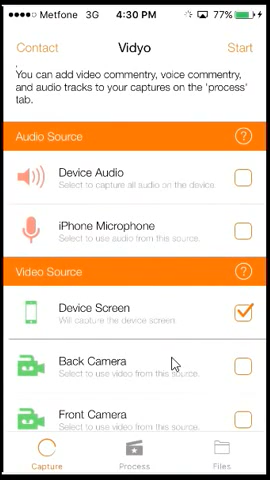 Metfone 3G 4:30 PM 77%
Contact Vidyo Start
You can add video commentry, voice commentry,
and audio tracks to your captures on the 'process'
tab.
Audio Source ?
Device Audio
Select to capture all audio on the device.
iPhone Microphone
Select to use audio from this source.
Video Source ?
Device Screen
Will capture the device screen
Back Camera
Select to use video from this source.
Front Camera
Select to use video from this source.
Capture Process Files